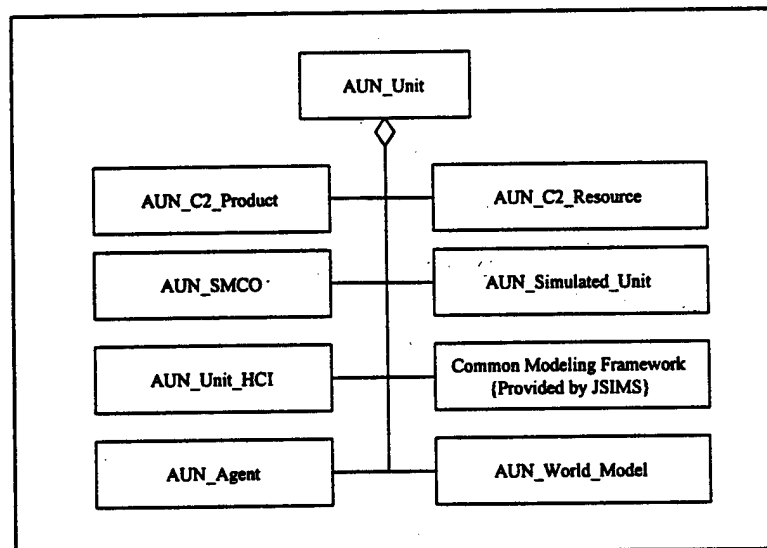 AUN_Unit
AUN_C2_Product
AUN_C2_Resource
AUN_SMCO
AUN_Simulated_Unit
AUN_Unit_HCI
Common Modeling Framework
{Provided by JSIMS}
AUN_Agent
AUN_World_Model